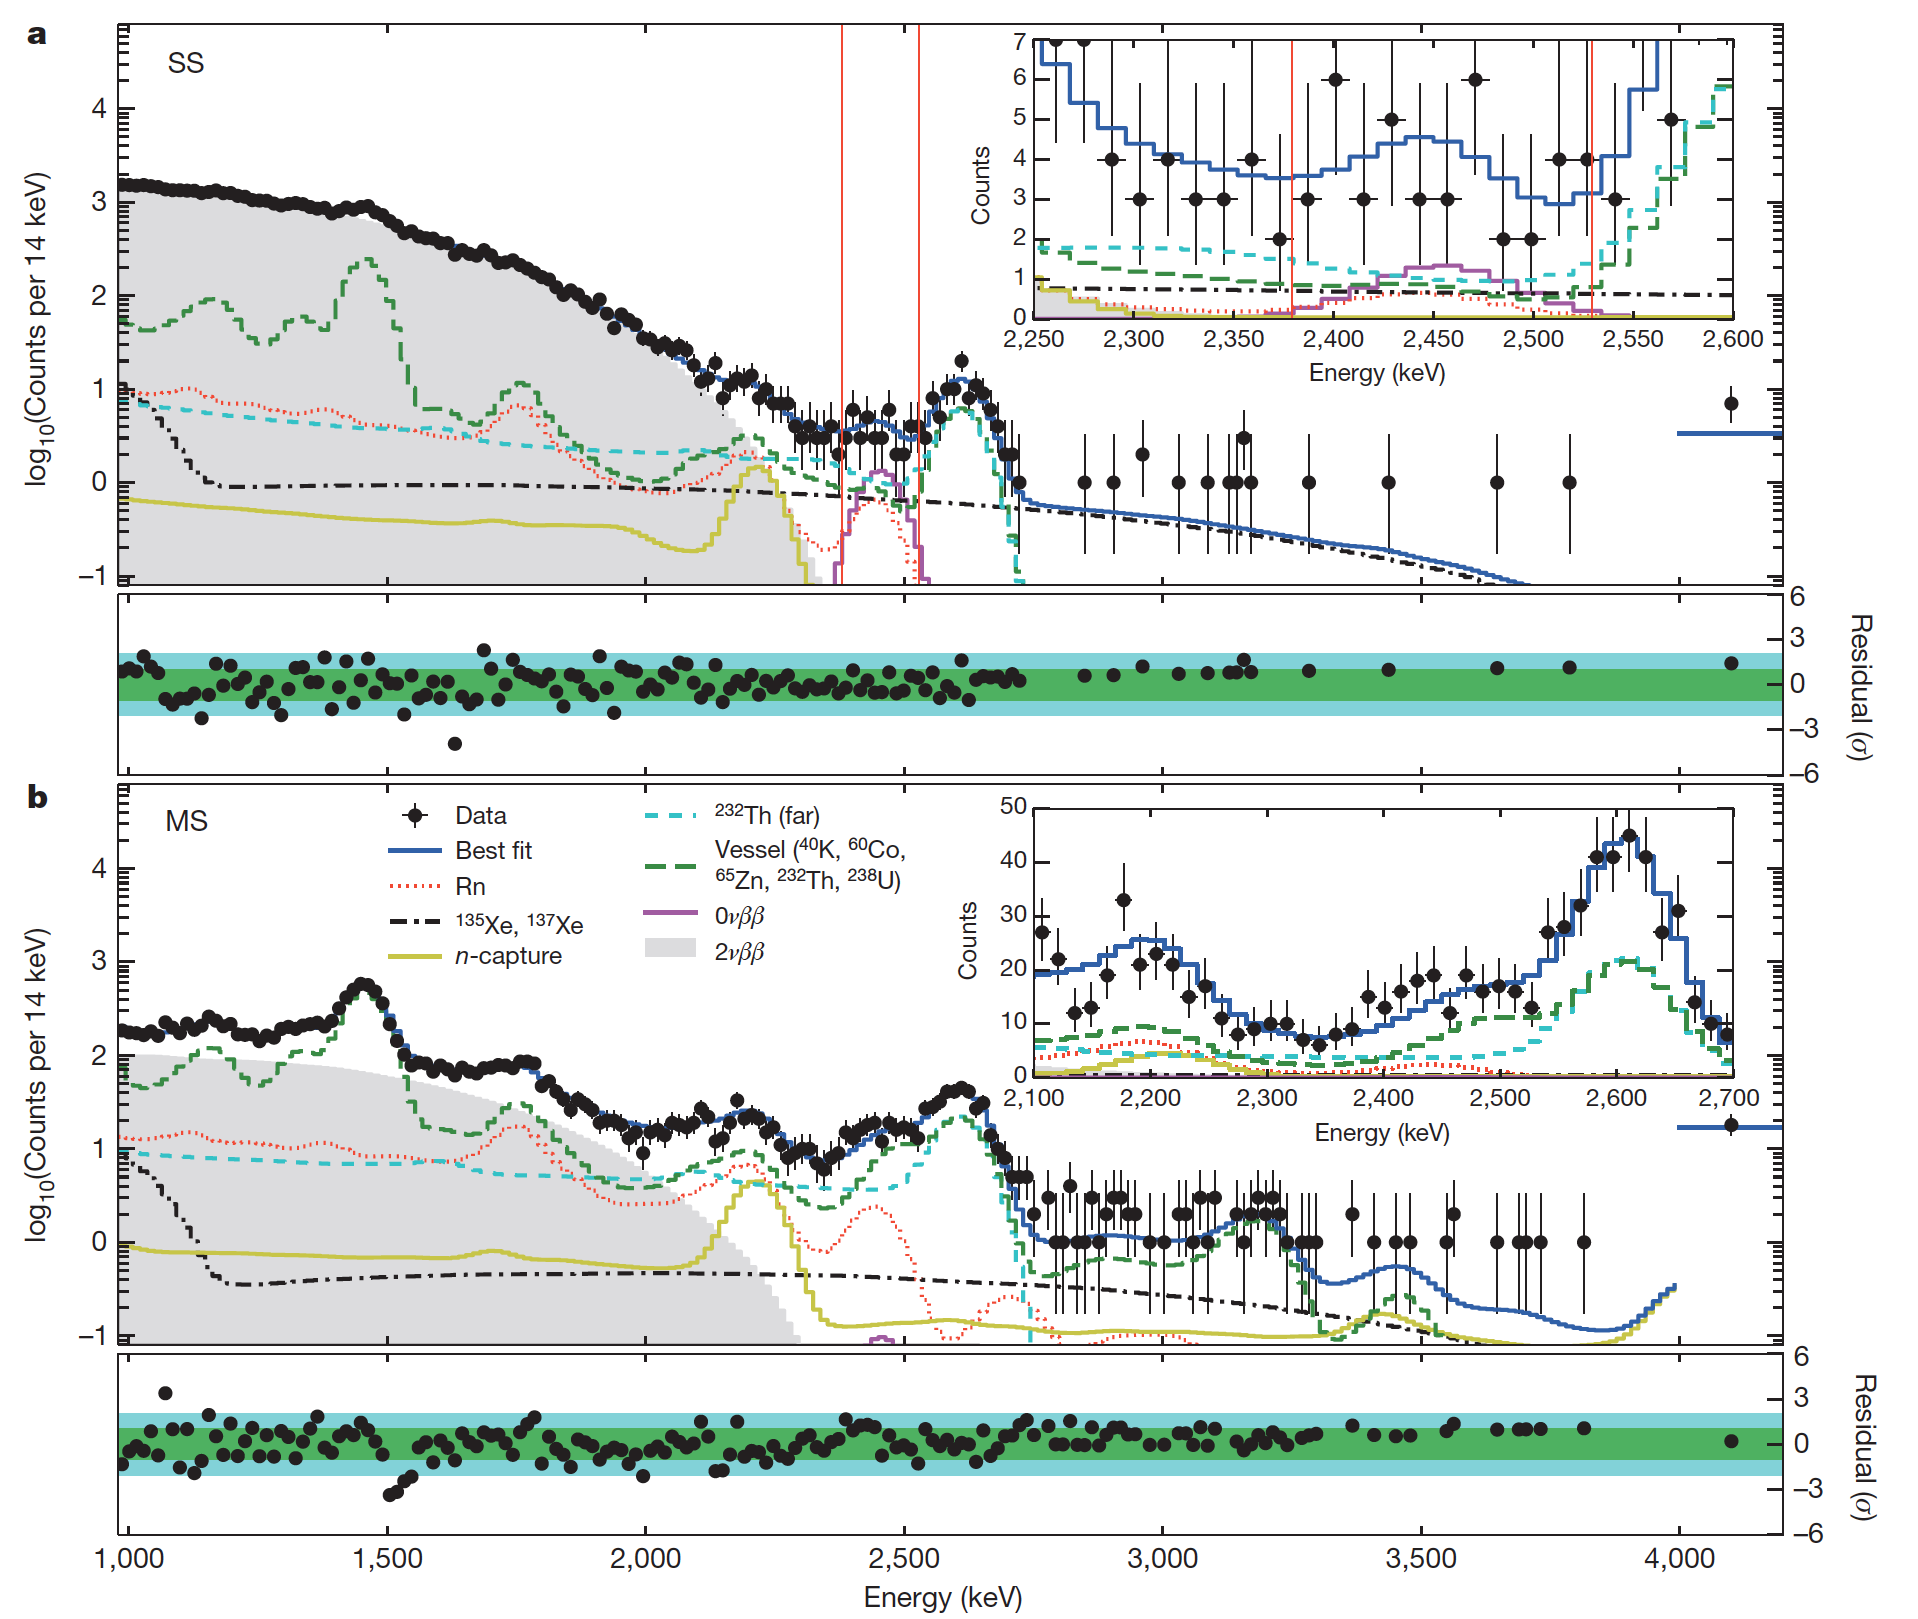 a
SS
log10(Counts per 14 keV)
4
3
2
1
0
−1
Counts
7
6
5
4
3
2
1
0
2,250 2,300 2,350 2,400 2,450 2,500 2,550 2,600
Energy (keV)
6
3
0
−3
−6
Residual (σ)
b
MS
Data
Best fit
Rn
135Xe, 137Xe
n-capture
232Th (far)
Vessel (40K, 60Co,
65Zn, 232Th, 238U)
0νββ
2νββ
log10(Counts per 14 keV)
4
3
2
1
0
−1
Counts
50
40
30
20
10
0
2,100 2,200 2,300 2,400 2,500 2,600 2,700
Energy (keV)
6
3
0
−3
−6
Residual (σ)
1,000 1,500 2,000 2,500 3,000 3,500 4,000
Energy (keV)